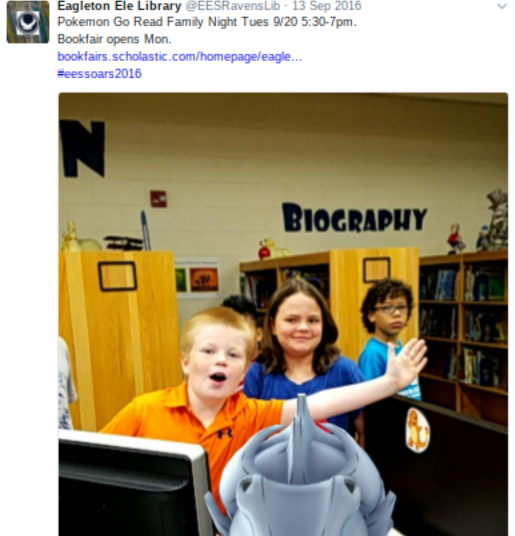 Eagleton Ele Library @EESRavensLib · 13 Sep 2016
Pokemon Go Read Family Night Tues 9/20 5:30-7pm.
Bookfair opens Mon.
bookfairs.scholastic.com/homepage/eagle...
#eessoars2016
N
BIOGRAPHY